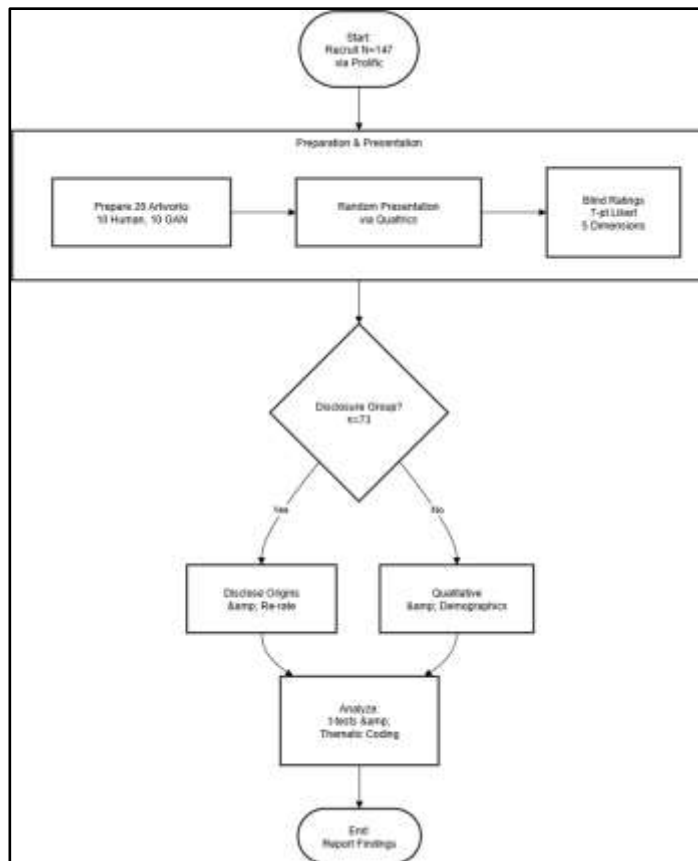 Start:
Recruit N=147
via Prolific
Preparation & Presentation
Prepare 20 Artworks:
10 Human, 10 GAN
Random Presentation
via Qualtrics
Blind Ratings
7-pt Likert
5 Dimensions
Disclosure Group?
n=73
Yes
No
Disclose Origins
&amp; Re-rate
Qualitative
&amp; Demographics
Analyze:
t-tests &amp;
Thematic Coding
End:
Report Findings